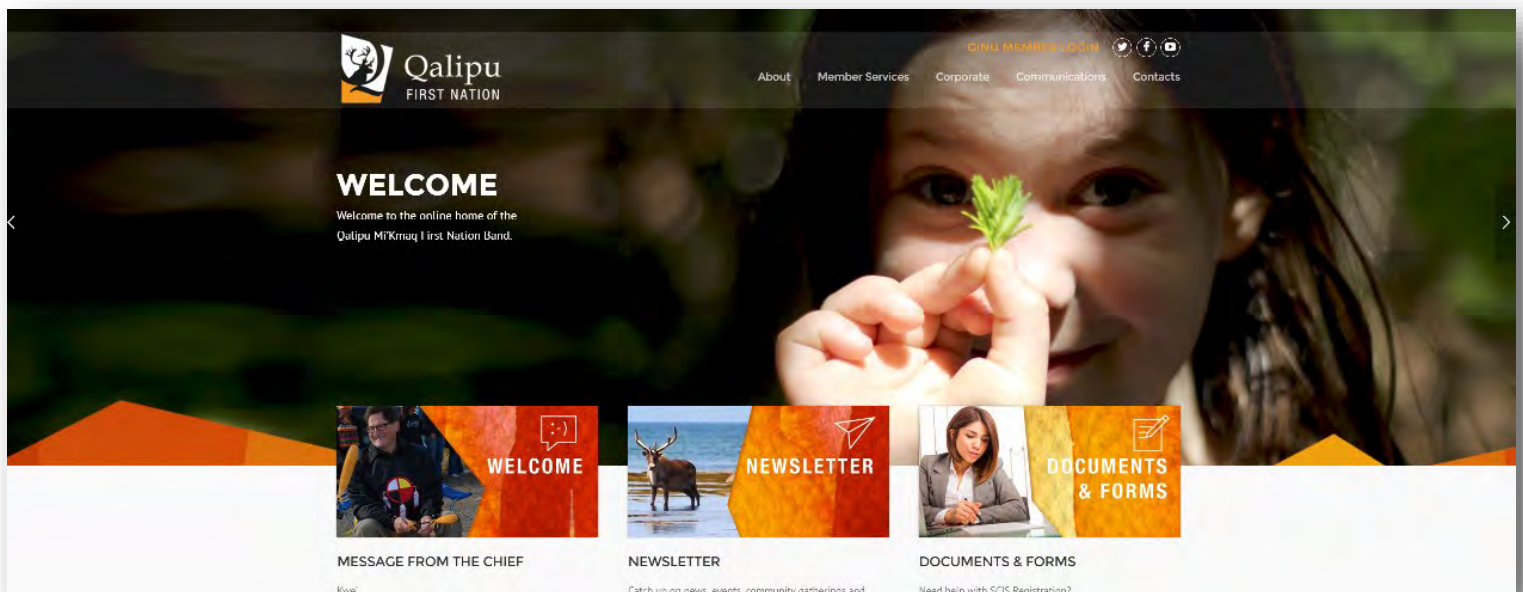 Qalipu
FIRST NATION
GINU MEMBER LOGIN
About Member Services Corporate Communications Contacts
WELCOME
Welcome to the online home of the
Qalipu Mi'Kmaq First Nation Band.
WELCOME
NEWSLETTER
DOCUMENTS
& FORMS
MESSAGE FROM THE CHIEF
NEWSLETTER
DOCUMENTS & FORMS
Kwe'
Catch up on news, events, community gatherings and
Need help with SCIS Registration?